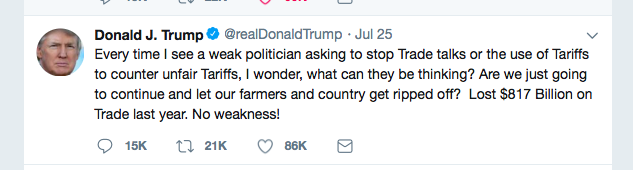 Donald J. Trump @realDonaldTrump · Jul 25
Every time I see a weak politician asking to stop Trade talks or the use of Tariffs
to counter unfair Tariffs, I wonder, what can they be thinking? Are we just going
to continue and let our farmers and country get ripped off?  Lost $817 Billion on
Trade last year. No weakness!
15K 21K 86K